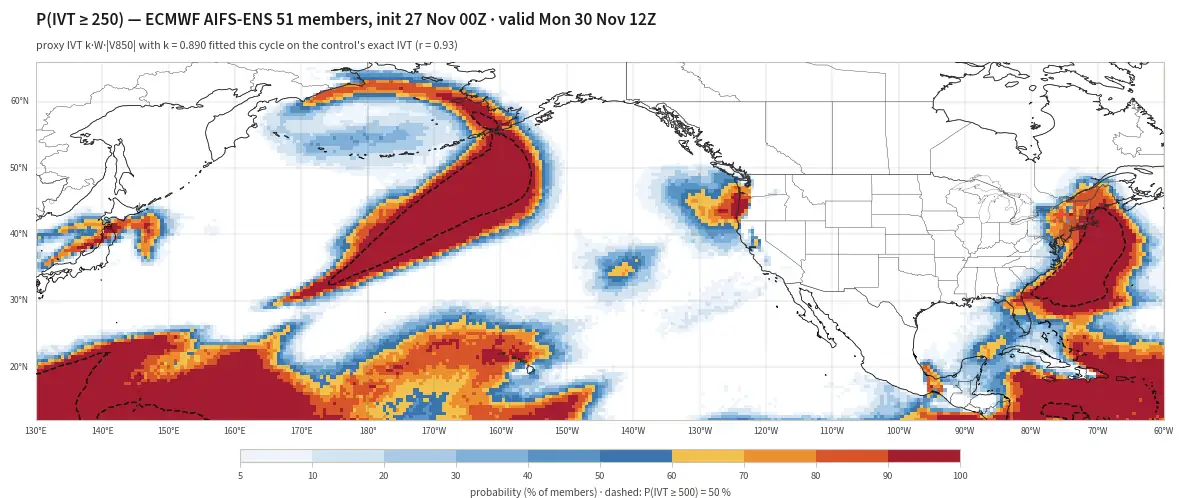 P(IVT ≥ 250) — ECMWF AIFS-ENS 51 members, init 27 Nov 00Z · valid Mon 30 Nov 12Z
proxy IVT k·W·|V850| with k = 0.890 fitted this cycle on the control's exact IVT (r = 0.93)
60°N
50°N
40°N
30°N
20°N
130°E 140°E 150°E 160°E 170°E 180° 170°W 160°W 150°W 140°W 130°W 120°W 110°W 100°W 90°W 80°W 70°W 60°W
5 10 20 30 40 50 60 70 80 90 100
probability (% of members) · dashed: P(IVT ≥ 500) = 50 %